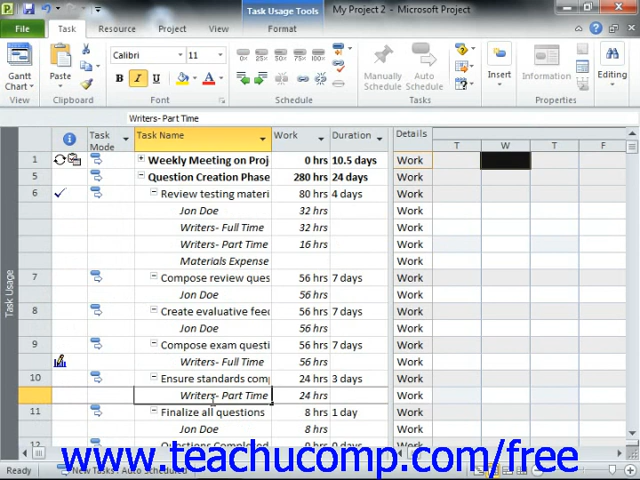 Task Usage Tools
My Project 2 - Microsoft Project
File Task Resource Project View Format
Gantt Chart
Paste
Calibri 11
B I U A
Manually Schedule
Auto Schedule
Insert
Information
Editing
View Clipboard Font Schedule Tasks Properties
Writers- Part Time
Task Mode Task Name Work Duration Details T W T F
1 Weekly Meeting on Proj 0 hrs 10.5 days Work
5 Question Creation Phase 280 hrs 24 days Work
6 Review testing materi 80 hrs 4 days Work
Jon Doe 32 hrs Work
Writers- Full Time 32 hrs Work
Writers- Part Time 16 hrs Work
Materials Expense Work
7 Compose review ques 56 hrs 7 days Work
Jon Doe 56 hrs Work
8 Create evaluative feed 56 hrs 7 days Work
Jon Doe 56 hrs Work
9 Compose exam questi 56 hrs 7 days Work
Writers- Full Time 56 hrs Work
10 Ensure standards comp 24 hrs 3 days Work
Writers- Part Time 24 hrs Work
11 Finalize all questions 8 hrs 1 day Work
Jon Doe 8 hrs Work
12 Questions Completed 0 hrs 0 days Work
Task Usage
www.teachucomp.com/free
Ready New Tasks : Auto Scheduled